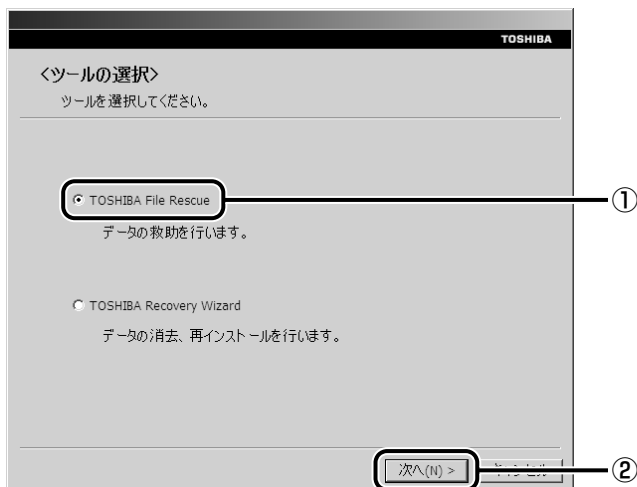 TOSHIBA
<ツールの選択>
ツールを選択してください。
TOSHIBA File Rescue
①
データの救助を行います。
TOSHIBA Recovery Wizard
データの消去、再インストールを行います。
次へ(N) >
②